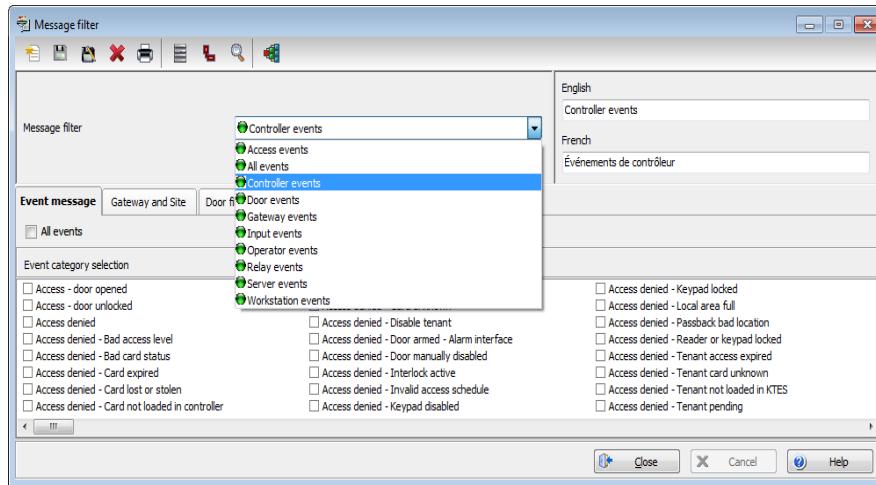 Message filter
English
Controller events
Message filter
Controller events
French
Événements de contrôleur
Access events
All events
Controller events
Door events
Gateway events
Input events
Operator events
Relay events
Server events
Workstation events
Event message
Gateway and Site
Door
All events
Event category selection
Access - door opened
Access - door unlocked
Access denied
Access denied - Bad access level
Access denied - Bad card status
Access denied - Card expired
Access denied - Card lost or stolen
Access denied - Card not loaded in controller
Access denied - Disable tenant
Access denied - Door armed - Alarm interface
Access denied - Door manually disabled
Access denied - Interlock active
Access denied - Invalid access schedule
Access denied - Keypad disabled
Access denied - Keypad locked
Access denied - Local area full
Access denied - Passback bad location
Access denied - Reader or keypad locked
Access denied - Tenant access expired
Access denied - Tenant card unknown
Access denied - Tenant not loaded in KTES
Access denied - Tenant pending
Close
Cancel
Help